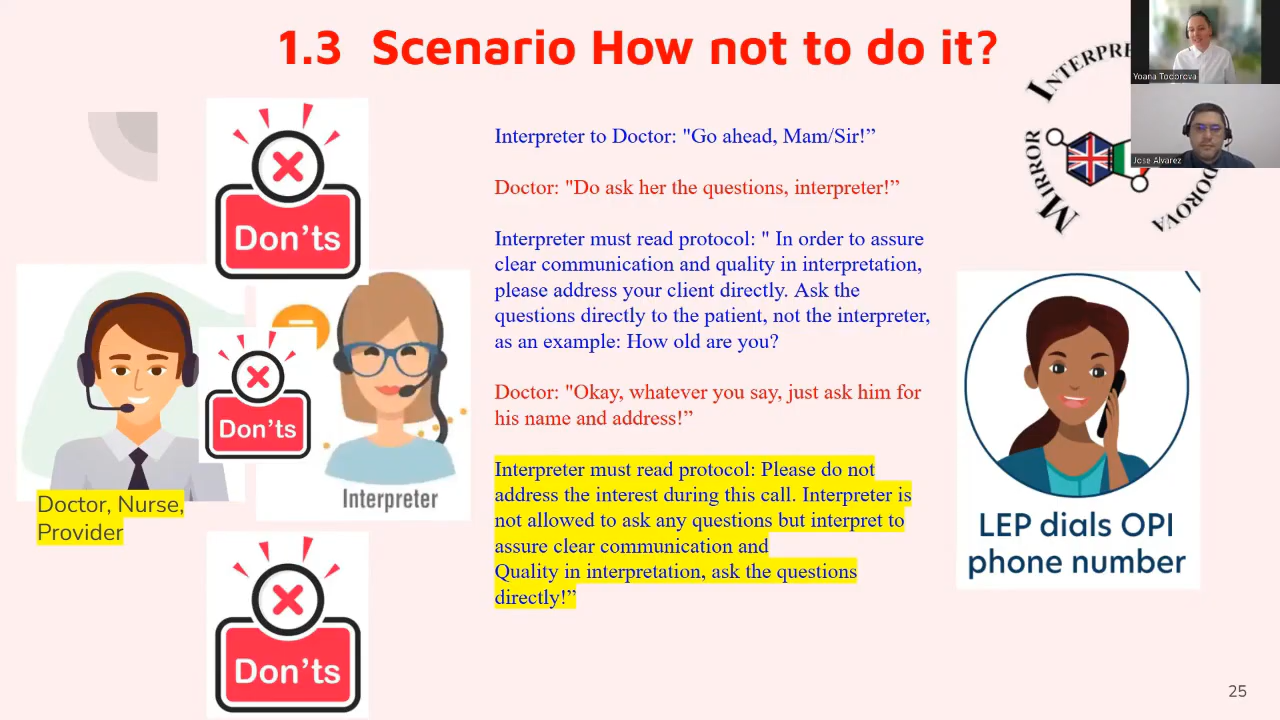 1.3 Scenario How not to do it?
Yoana Todorova
Jose Alvarez
INTERPRE
MIRROR
DOROVA
Don'ts
Interpreter to Doctor: "Go ahead, Mam/Sir!”
Doctor: "Do ask her the questions, interpreter!”
Interpreter must read protocol: " In order to assure
clear communication and quality in interpretation,
please address your client directly. Ask the
questions directly to the patient, not the interpreter,
as an example: How old are you?
Doctor: "Okay, whatever you say, just ask him for
his name and address!”
Interpreter must read protocol: Please do not
address the interest during this call. Interpreter is
not allowed to ask any questions but interpret to
assure clear communication and
Quality in interpretation, ask the questions
directly!”
Don'ts
Interpreter
Doctor, Nurse,
Provider
Don'ts
LEP dials OPI
phone number
25